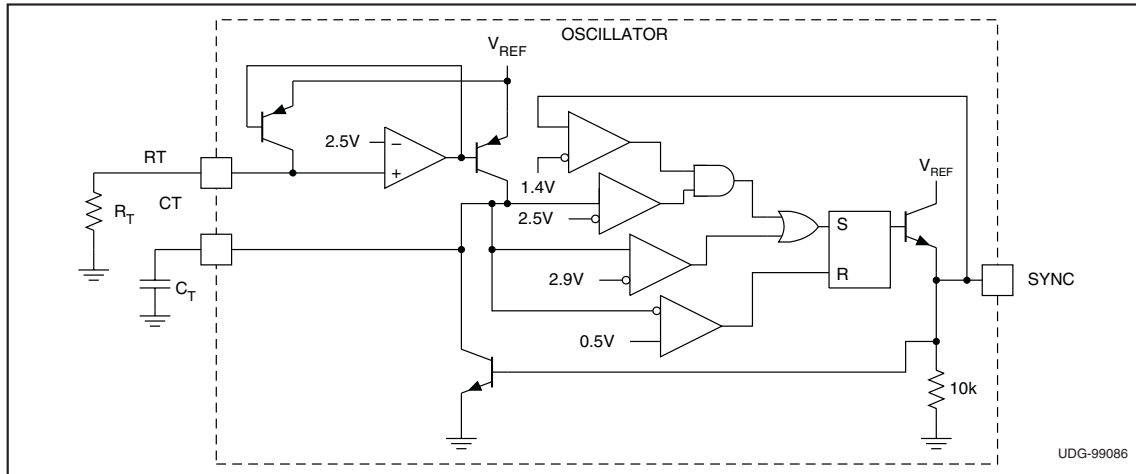 OSCILLATOR
V_REF
2.5V
−
+
RT
R_T
CT
C_T
1.4V
2.5V
2.9V
0.5V
S
R
V_REF
SYNC
10k
UDG-99086